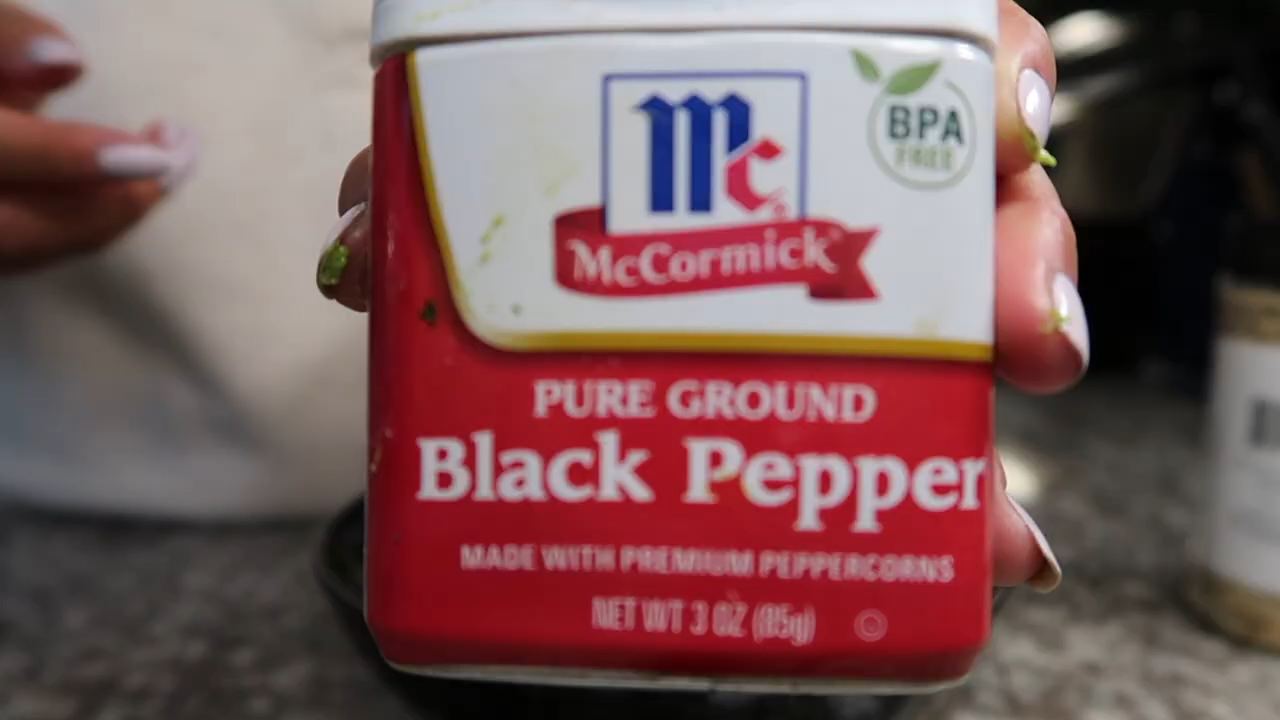 Mc
McCormick
BPA
FREE
PURE GROUND
Black Pepper
MADE WITH PREMIUM PEPPERCORNS
NET WT 3 OZ (85g)